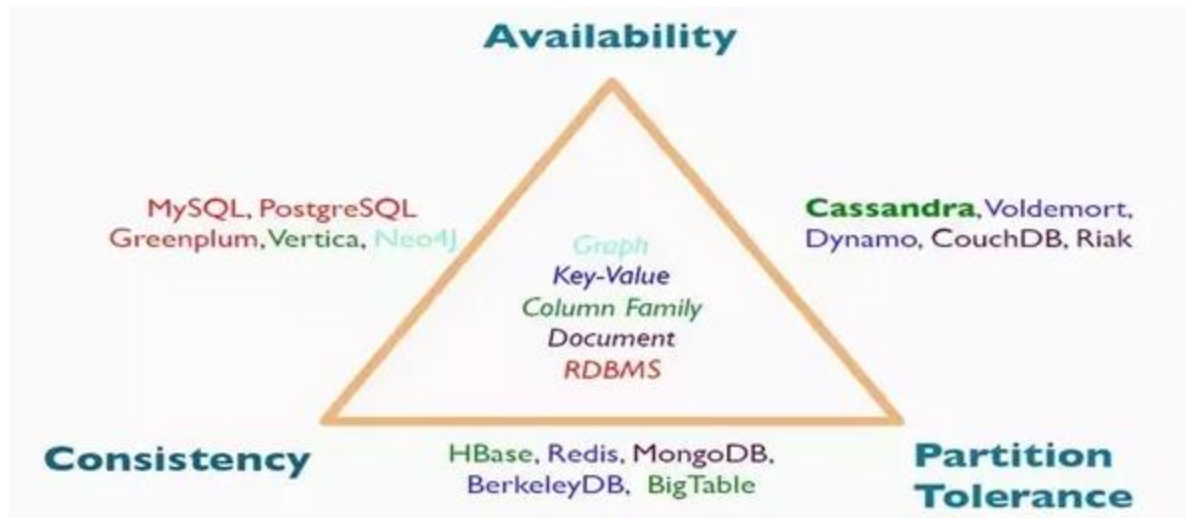 Availability
MySQL, PostgreSQL
Greenplum, Vertica, Neo4J
Cassandra, Voldemort,
Dynamo, CouchDB, Riak
Graph
Key-Value
Column Family
Document
RDBMS
Consistency
HBase, Redis, MongoDB,
BerkeleyDB, BigTable
Partition
Tolerance